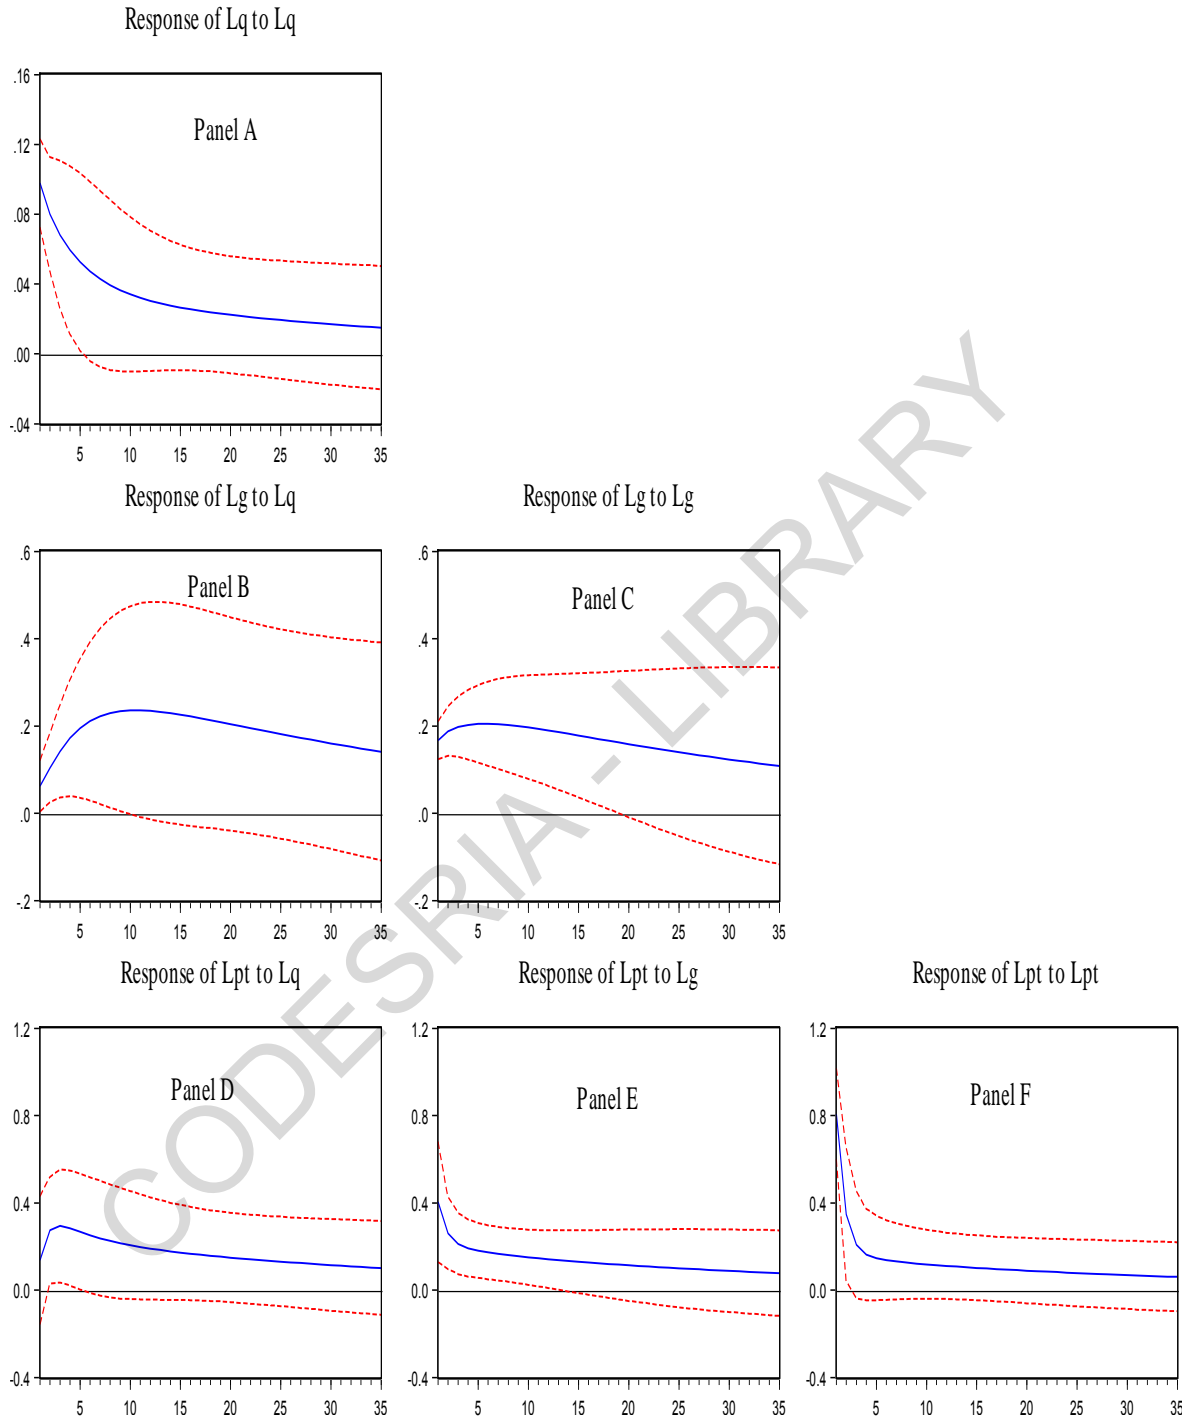 Response of Lq to Lq
Panel A
.16
.12
.08
.04
.00
-.04
5 10 15 20 25 30 35
Response of Lg to Lq
Panel B
.6
.4
.2
.0
-.2
5 10 15 20 25 30 35
Response of Lg to Lg
Panel C
.6
.4
.2
.0
-.2
5 10 15 20 25 30 35
Response of Lpt to Lq
Panel D
1.2
0.8
0.4
0.0
-0.4
5 10 15 20 25 30 35
Response of Lpt to Lg
Panel E
1.2
0.8
0.4
0.0
-0.4
5 10 15 20 25 30 35
Response of Lpt to Lpt
Panel F
1.2
0.8
0.4
0.0
-0.4
5 10 15 20 25 30 35
CODESRIA - LIBRARY